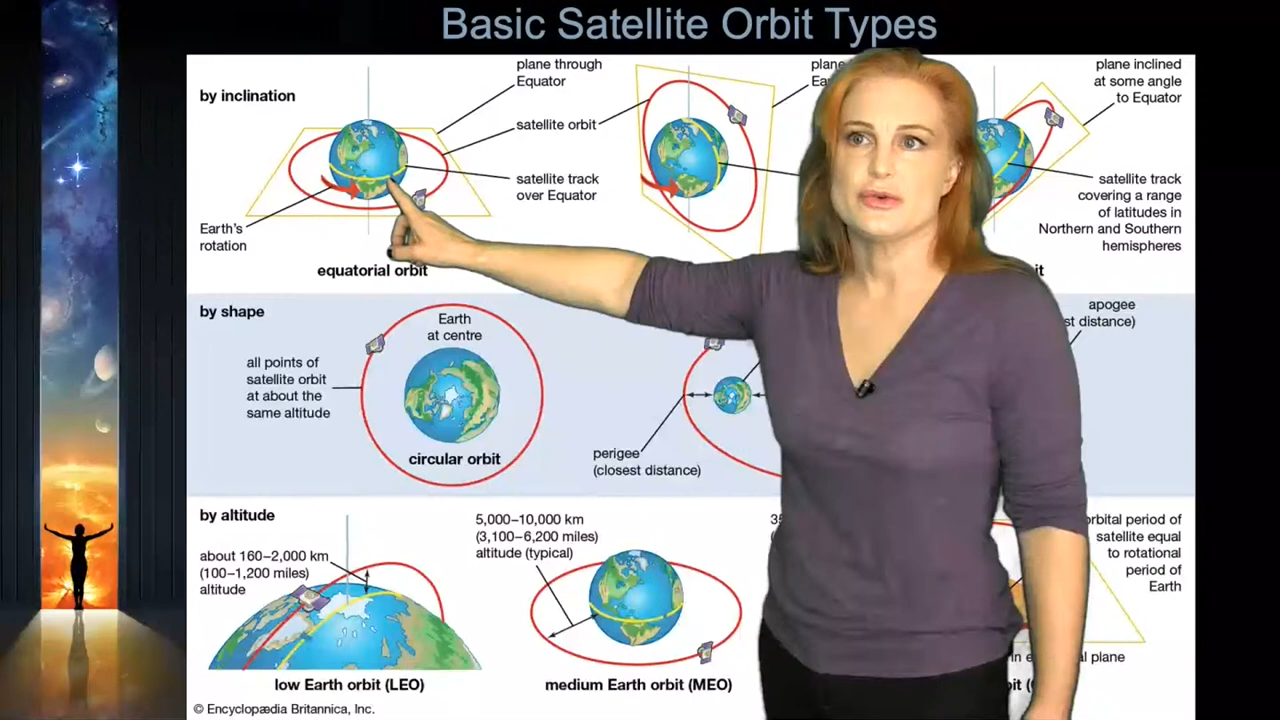 Basic Satellite Orbit Types
by inclination
plane through
Equator
satellite orbit
satellite track
over Equator
Earth's
rotation
equatorial orbit
plane
plane inclined
at some angle
to Equator
satellite track
covering a range
of latitudes in
Northern and Southern
hemispheres
by shape
Earth
at centre
all points of
satellite orbit
at about the
same altitude
circular orbit
perigee
(closest distance)
apogee
distance)
by altitude
about 160–2,000 km
(100–1,200 miles)
altitude
low Earth orbit (LEO)
5,000–10,000 km
(3,100–6,200 miles)
altitude (typical)
medium Earth orbit (MEO)
orbital period of
satellite equal
to rotational
period of
Earth
in
plane
© Encyclopædia Britannica, Inc.